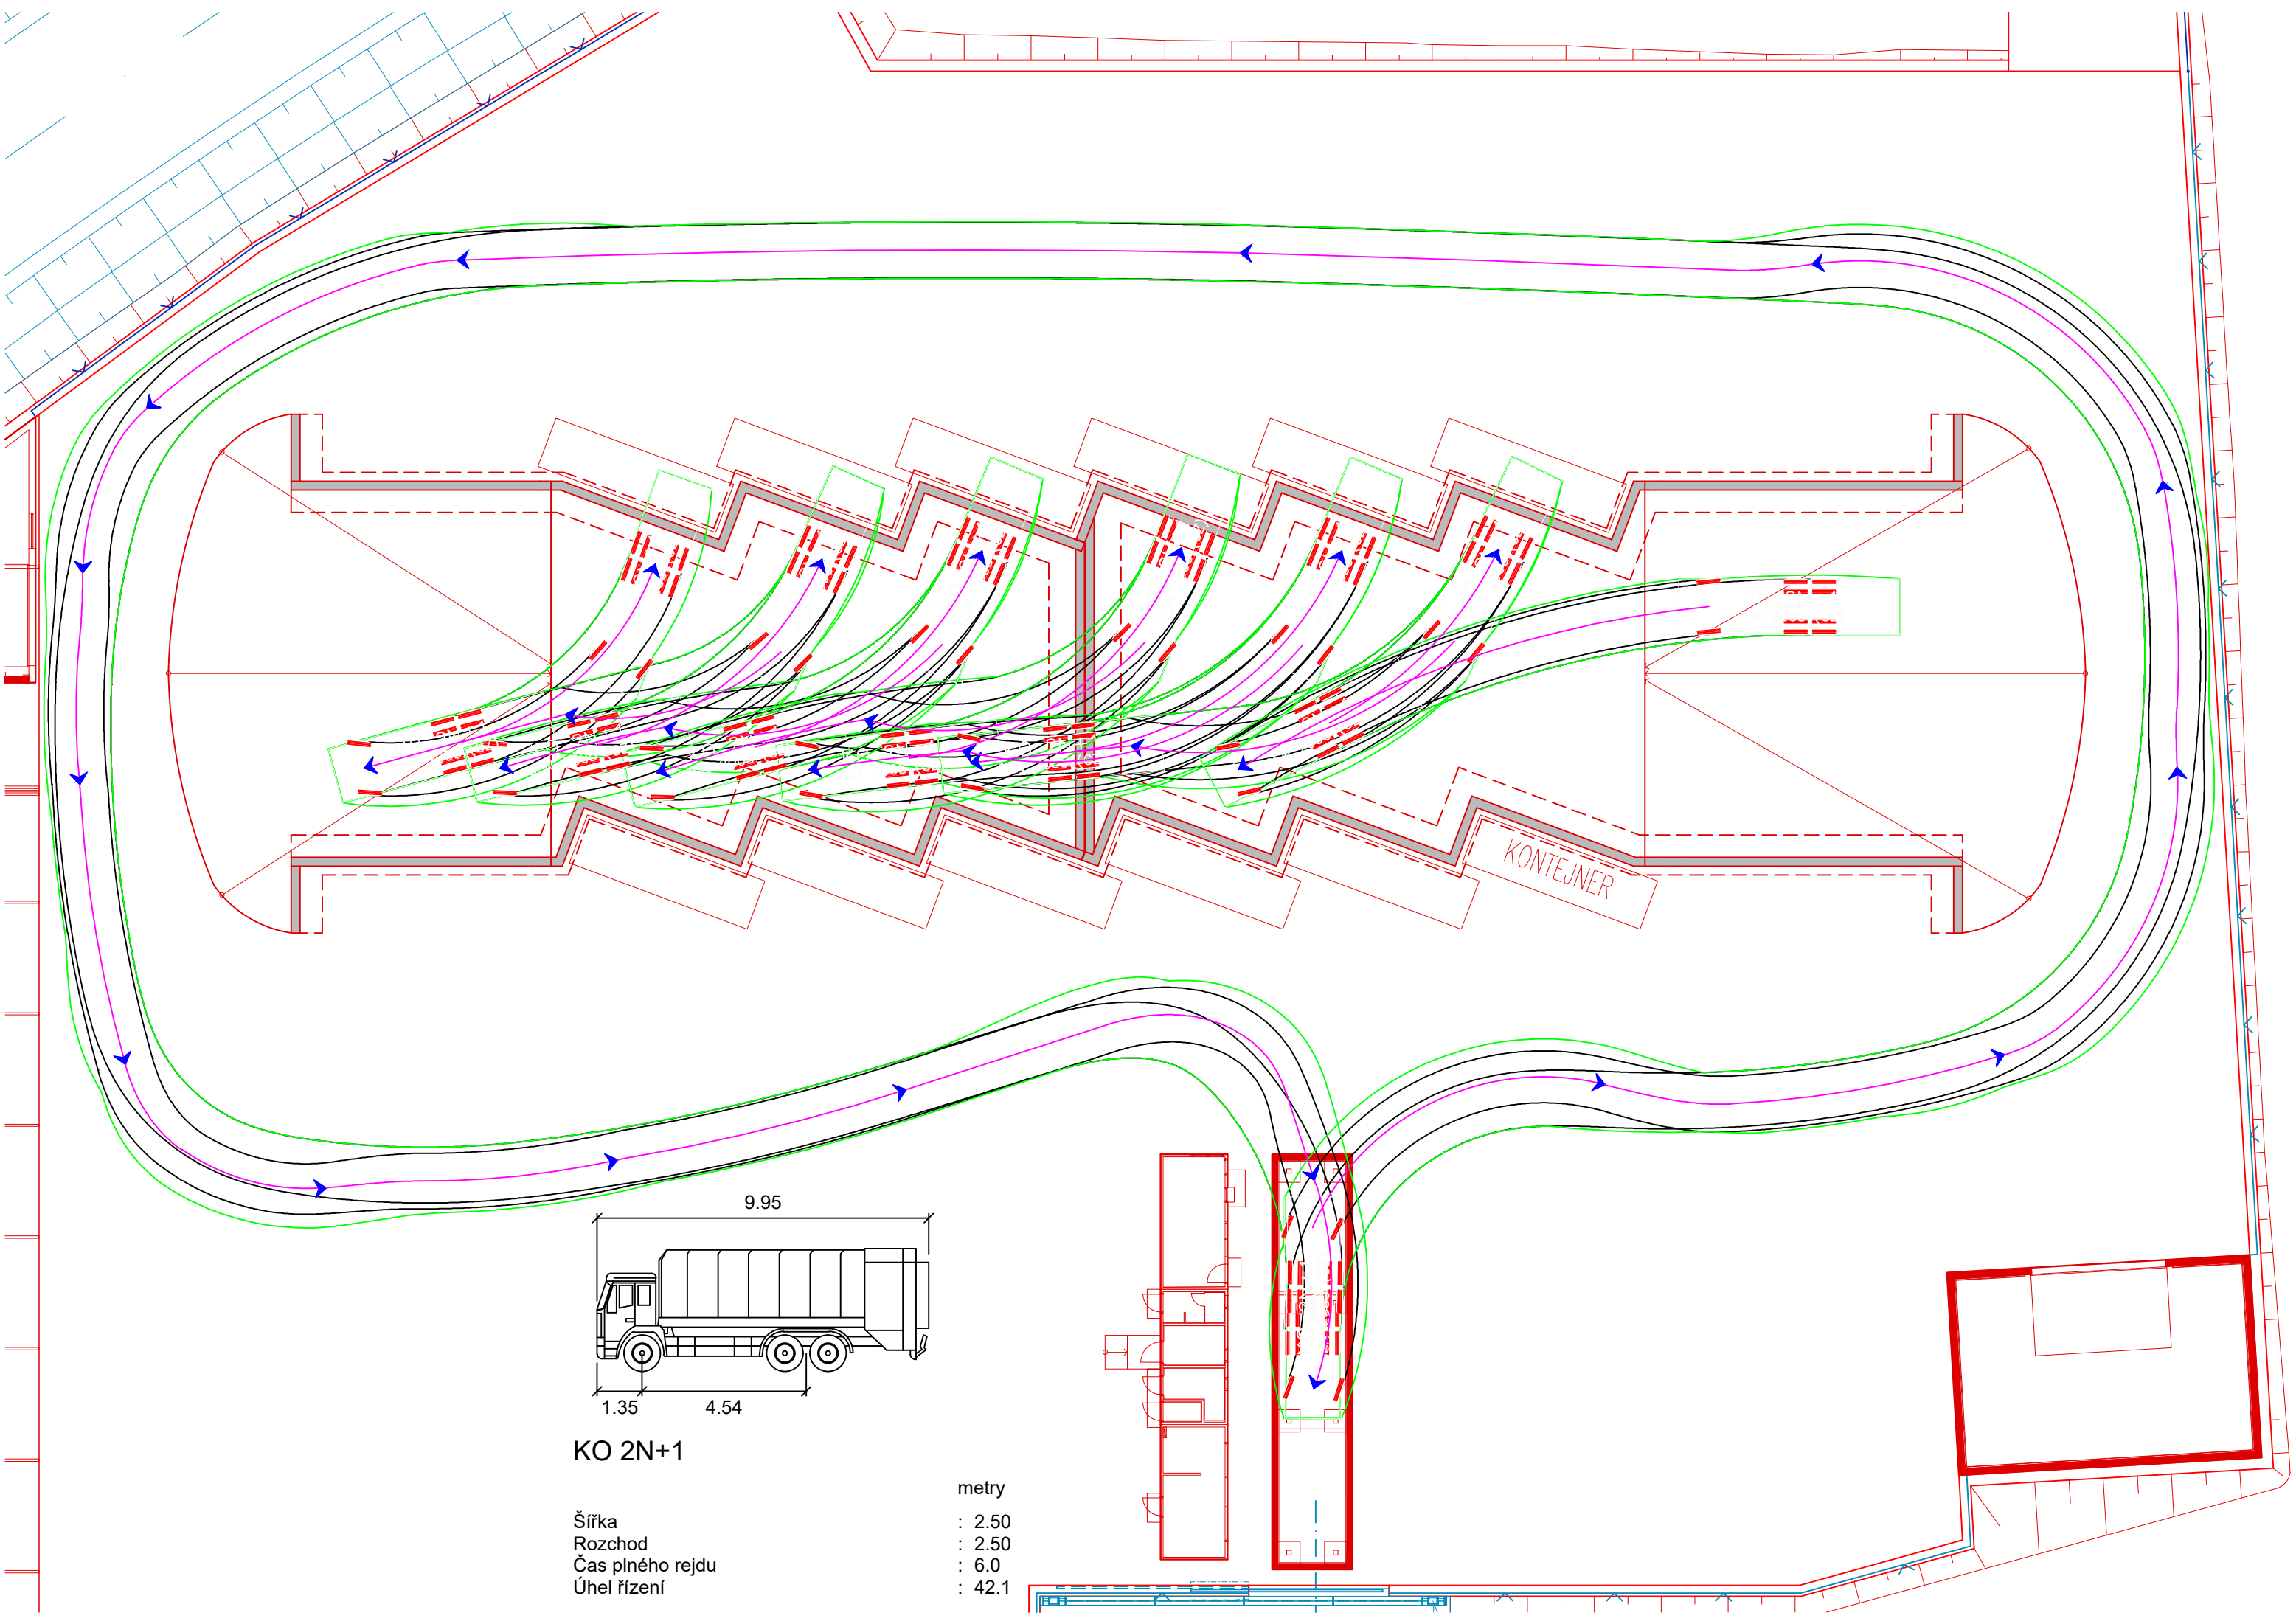 KONTEJNER
9.95
1.35 4.54
KO 2N+1
metry
Šířka : 2.50
Rozchod : 2.50
Čas plného rejdu : 6.0
Úhel řízení : 42.1